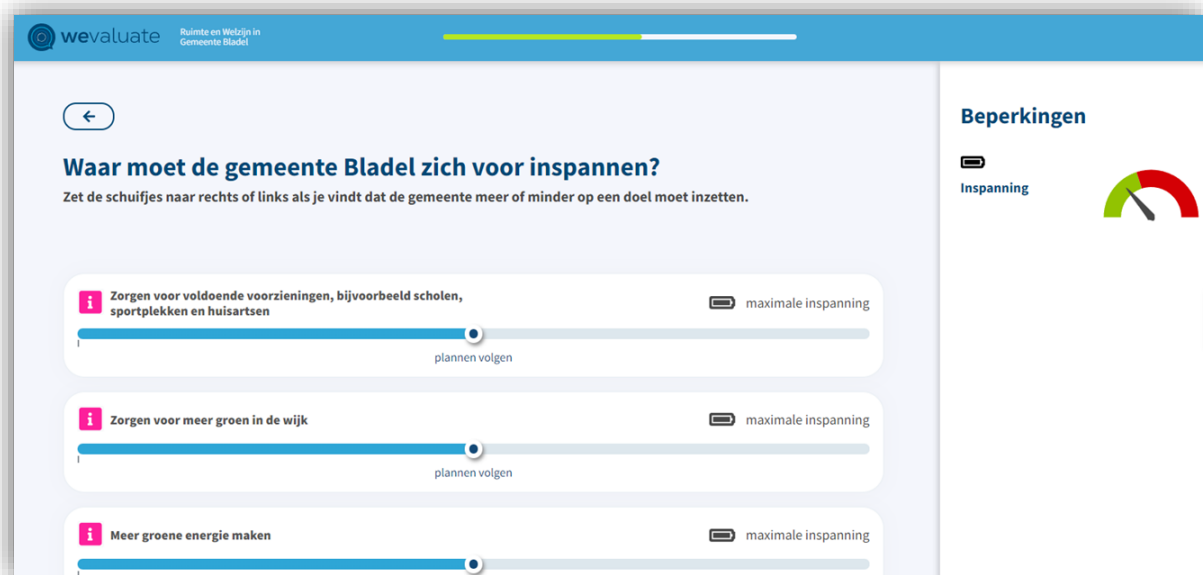 wevaluate
Ruimte en Welzijn in
Gemeente Bladel
Waar moet de gemeente Bladel zich voor inspannen?
Zet de schuifjes naar rechts of links als je vindt dat de gemeente meer of minder op een doel moet inzetten.
Beperkingen
Inspanning
i Zorgen voor voldoende voorzieningen, bijvoorbeeld scholen,
sportplekken en huisartsen
maximale inspanning
plannen volgen
i Zorgen voor meer groen in de wijk
maximale inspanning
plannen volgen
i Meer groene energie maken
maximale inspanning